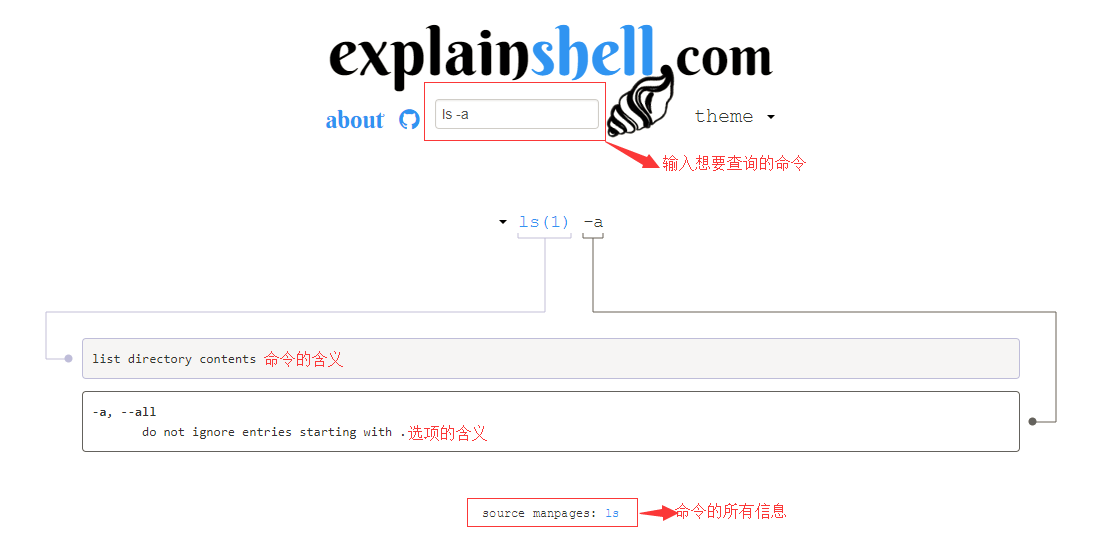 explainshell.com
about
ls -a
theme
输入想要查询的命令
ls(1) -a
list directory contents 命令的含义
-a, --all
do not ignore entries starting with .选项的含义
source manpages: ls
命令的所有信息